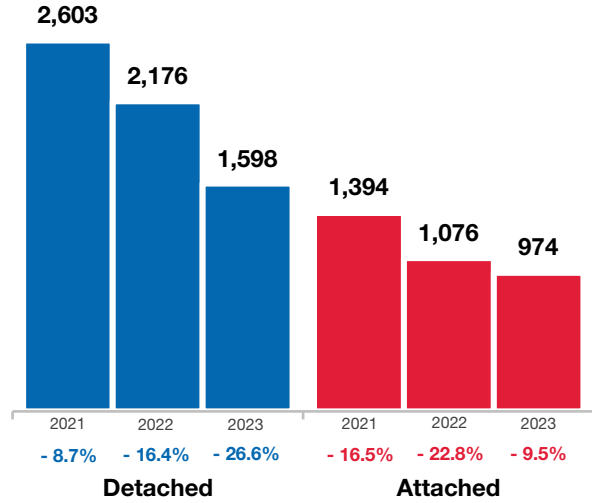 2,603
2,176
1,598
1,394
1,076
974
2021 2022 2023 2021 2022 2023
- 8.7% - 16.4% - 26.6% - 16.5% - 22.8% - 9.5%
Detached Attached